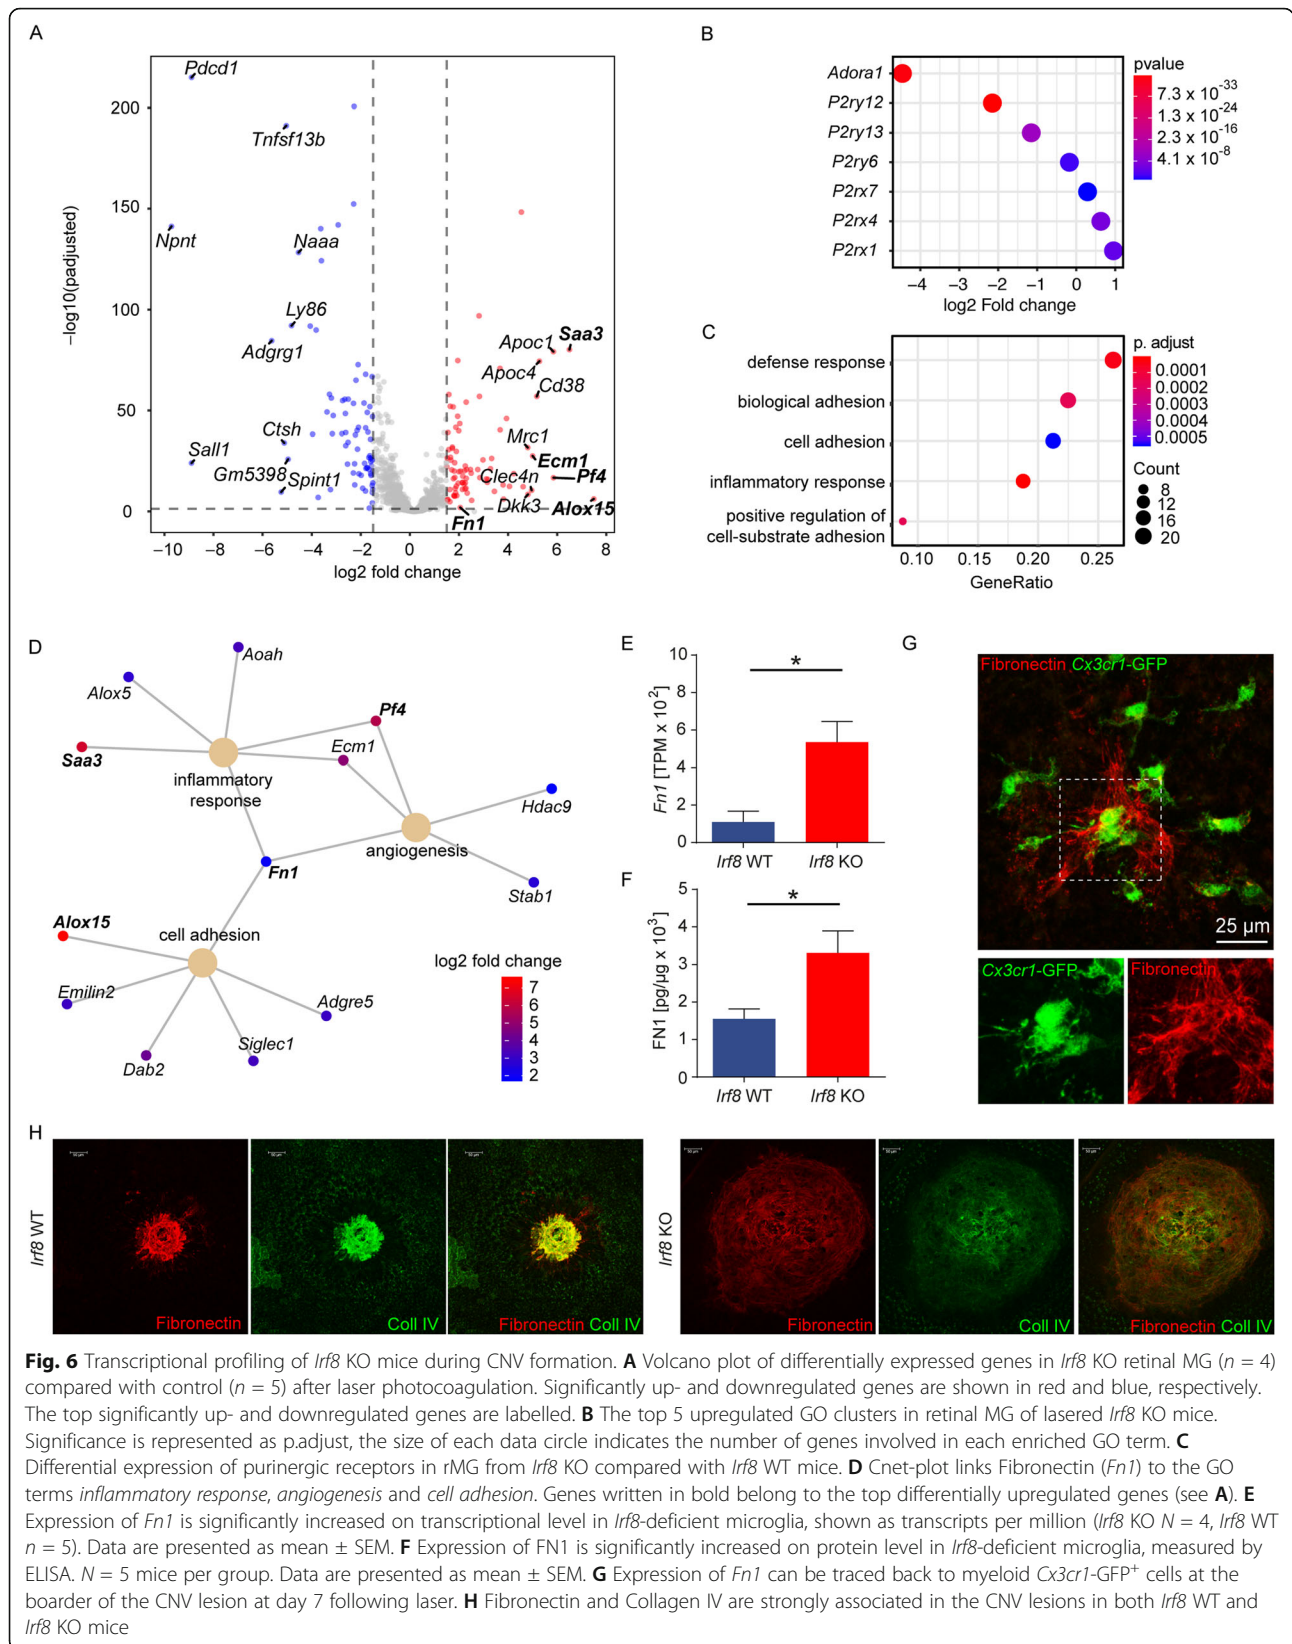 A
Pdcd1
Tnfsf13b
Npnt
Naaa
Ly86
Adgrg1
Ctsh
Sall1
Gm5398
Spint1
Apoc1
Saa3
Apoc4
Cd38
Mrc1
Ecm1
Clec4n
Pf4
Dkk3
Alox15
Fn1
200
150
100
50
0
−log10(padjusted)
−10 −8 −6 −4 −2 0 2 4 6 8
log2 fold change
B
Adora1
P2ry12
P2ry13
P2ry6
P2rx7
P2rx4
P2rx1
−4 −3 −2 −1 0 1
log2 Fold change
pvalue
7.3 x 10-33
1.3 x 10-24
2.3 x 10-16
4.1 x 10-8
C
defense response
biological adhesion
cell adhesion
inflammatory response
positive regulation of
cell-substrate adhesion
0.10 0.15 0.20 0.25
GeneRatio
p. adjust
0.0001
0.0002
0.0003
0.0004
0.0005
Count
8
12
16
20
D
Aoah
Alox5
Pf4
Saa3
Ecm1
inflammatory
response
Hdac9
angiogenesis
Fn1
Stab1
Alox15
cell adhesion
Emilin2
Adgre5
Dab2
Siglec1
log2 fold change
7
6
5
4
3
2
E
Fn1 [TPM x 10²]
10
8
6
4
2
0
*
Irf8 WT Irf8 KO
F
FN1 [pg/µg x 10³]
5
4
3
2
1
0
*
Irf8 WT Irf8 KO
G
Fibronectin Cx3cr1-GFP
25 µm
Cx3cr1-GFP
Fibronectin
H
Irf8 WT
50 µm
Fibronectin
50 µm
Coll IV
50 µm
Fibronectin Coll IV
Irf8 KO
50 µm
Fibronectin
50 µm
Coll IV
50 µm
Fibronectin Coll IV
Fig. 6 Transcriptional profiling of Irf8 KO mice during CNV formation. A Volcano plot of differentially expressed genes in Irf8 KO retinal MG (n = 4)
compared with control (n = 5) after laser photocoagulation. Significantly up- and downregulated genes are shown in red and blue, respectively.
The top significantly up- and downregulated genes are labelled. B The top 5 upregulated GO clusters in retinal MG of lasered Irf8 KO mice.
Significance is represented as p.adjust, the size of each data circle indicates the number of genes involved in each enriched GO term. C
Differential expression of purinergic receptors in rMG from Irf8 KO compared with Irf8 WT mice. D Cnet-plot links Fibronectin (Fn1) to the GO
terms inflammatory response, angiogenesis and cell adhesion. Genes written in bold belong to the top differentially upregulated genes (see A). E
Expression of Fn1 is significantly increased on transcriptional level in Irf8-deficient microglia, shown as transcripts per million (Irf8 KO N = 4, Irf8 WT
n = 5). Data are presented as mean ± SEM. F Expression of FN1 is significantly increased on protein level in Irf8-deficient microglia, measured by
ELISA. N = 5 mice per group. Data are presented as mean ± SEM. G Expression of Fn1 can be traced back to myeloid Cx3cr1-GFP+ cells at the
boarder of the CNV lesion at day 7 following laser. H Fibronectin and Collagen IV are strongly associated in the CNV lesions in both Irf8 WT and
Irf8 KO mice